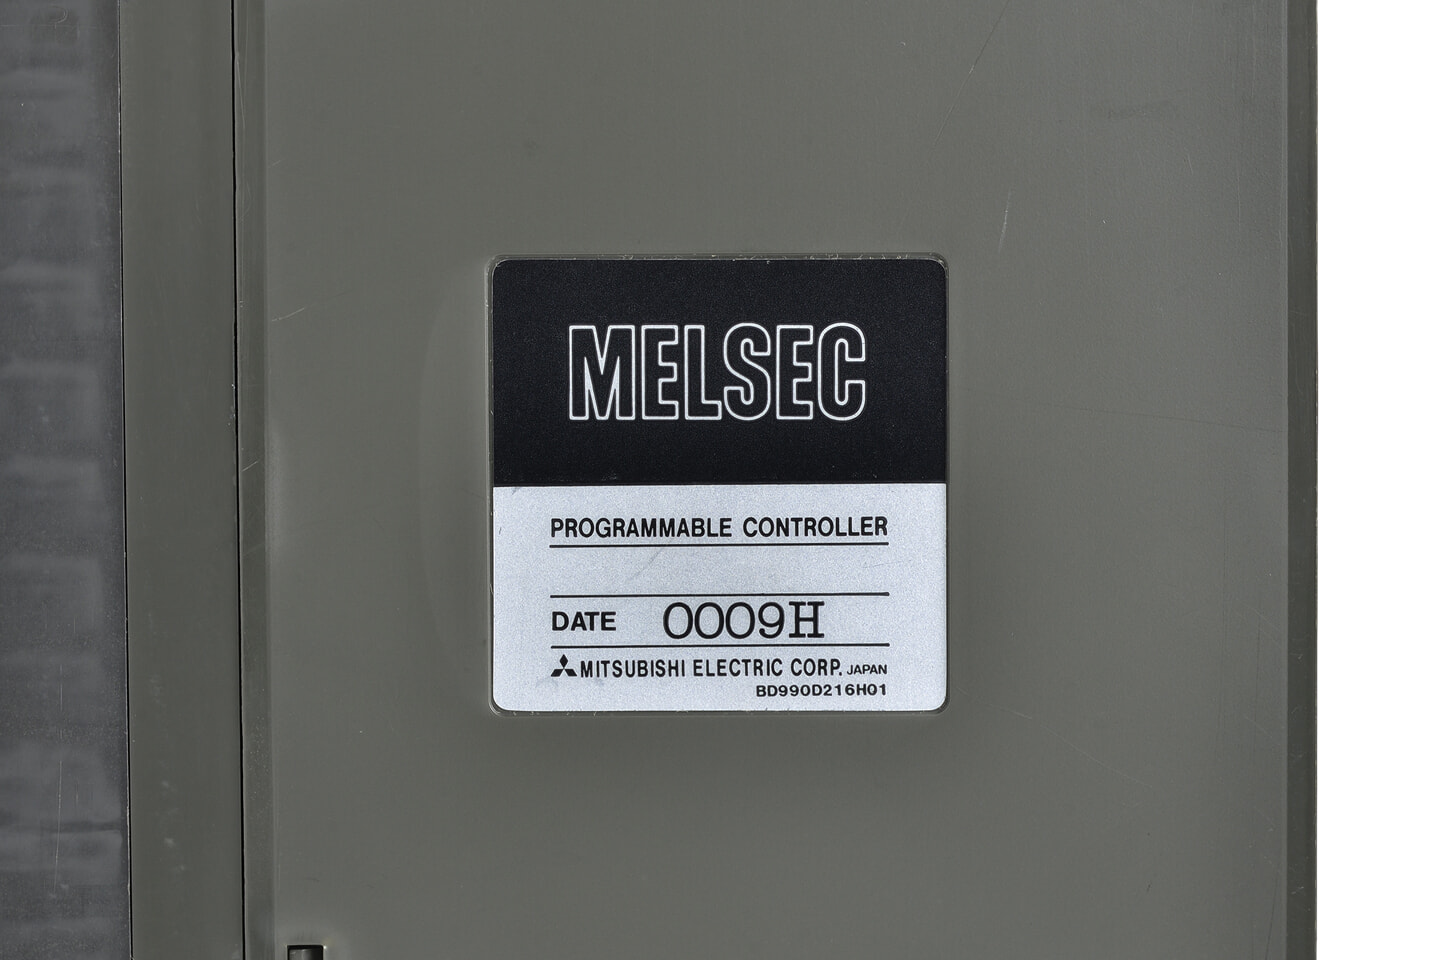 MELSEC
PROGRAMMABLE CONTROLLER
DATE 0009H
MITSUBISHI ELECTRIC CORP. JAPAN
BD990D216H01